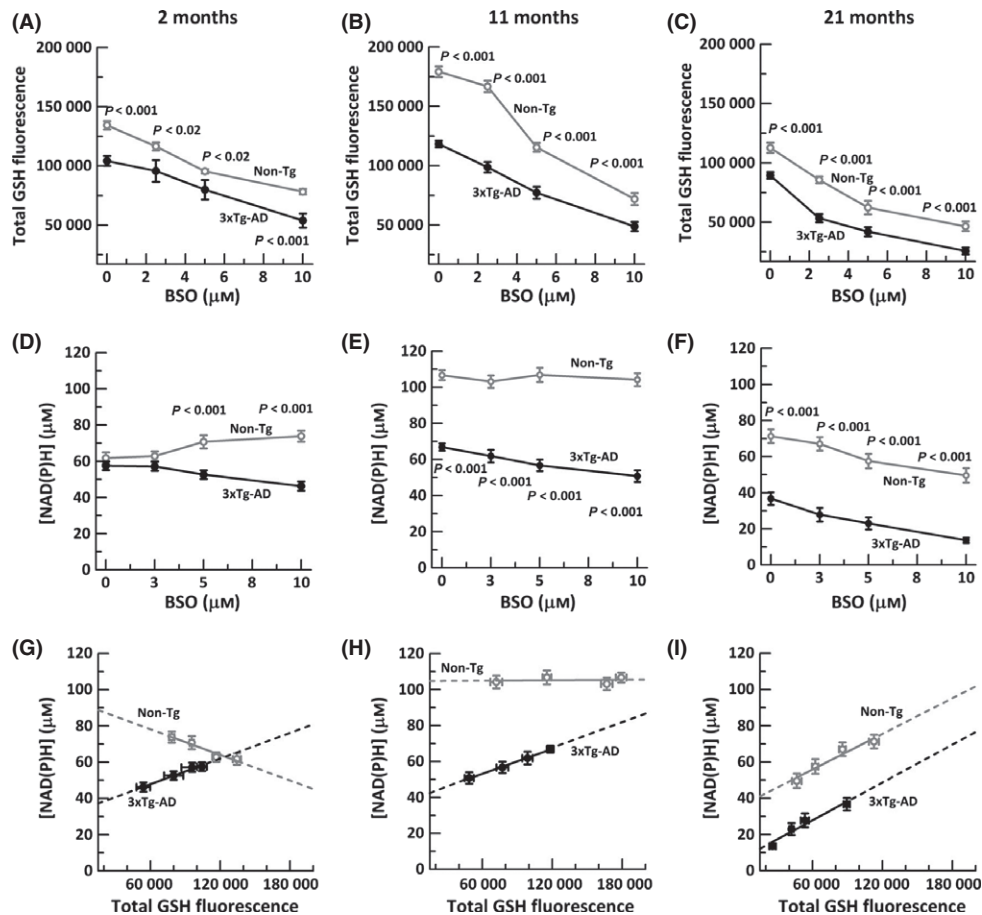 (A) 2 months
(B) 11 months
(C) 21 months
Total GSH fluorescence
200 000
150 000
100 000
50 000
P < 0.001
P < 0.02
P < 0.02
Non-Tg
3xTg-AD
P < 0.001
0 2 4 6 8 10
BSO (μM)
Total GSH fluorescence
200 000
150 000
100 000
50 000
P < 0.001
P < 0.001
Non-Tg
P < 0.001
P < 0.001
3xTg-AD
0 2 4 6 8 10
BSO (μM)
Total GSH fluorescence
200 000
150 000
100 000
50 000
P < 0.001
P < 0.001
Non-Tg
P < 0.001
P < 0.001
3xTg-AD
0 2 4 6 8 10
BSO (μM)
(D)
[NAD(P)H] (μM)
120
100
80
60
40
20
0
P < 0.001
P < 0.001
Non-Tg
3xTg-AD
0 3 5 8 10
BSO (μM)
(E)
[NAD(P)H] (μM)
120
100
80
60
40
20
0
Non-Tg
3xTg-AD
P < 0.001
P < 0.001
P < 0.001
P < 0.001
0 3 5 8 10
BSO (μM)
(F)
[NAD(P)H] (μM)
120
100
80
60
40
20
0
P < 0.001
P < 0.001
P < 0.001
P < 0.001
Non-Tg
3xTg-AD
0 3 5 8 10
BSO (μM)
(G)
[NAD(P)H] (μM)
120
100
80
60
40
20
0
Non-Tg
3xTg-AD
60 000 120 000 180 000
Total GSH fluorescence
(H)
[NAD(P)H] (μM)
120
100
80
60
40
20
0
Non-Tg
3xTg-AD
60 000 120 000 180 000
Total GSH fluorescence
(I)
[NAD(P)H] (μM)
120
100
80
60
40
20
0
Non-Tg
3xTg-AD
60 000 120 000 180 000
Total GSH fluorescence